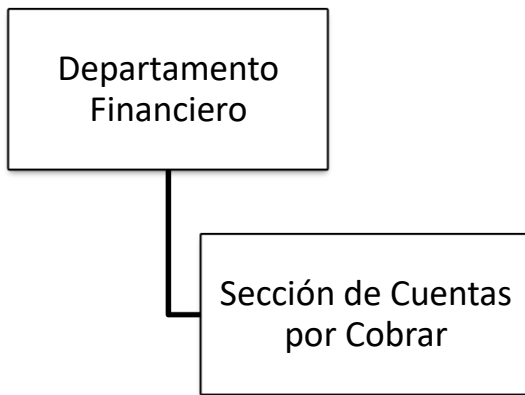 Departamento
Financiero
Sección de Cuentas
por Cobrar